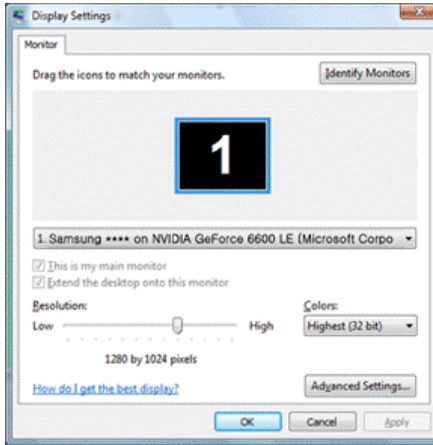 Display Settings
Monitor
Drag the icons to match your monitors.
Identify Monitors
1
1. Samsung **** on NVIDIA GeForce 6600 LE (Microsoft Corpo
This is my main monitor
Extend the desktop onto this monitor
Resolution:
Colors:
Low
High
Highest (32 bit)
1280 by 1024 pixels
How do I get the best display?
Advanced Settings...
OK
Cancel
Apply